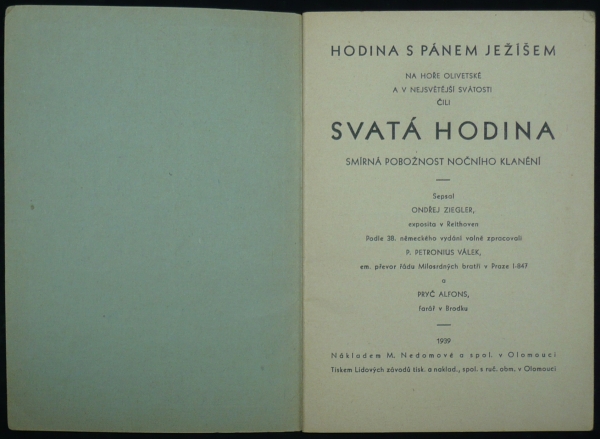 HODINA S PÁNEM JEŽÍŠEM
NA HOŘE OLIVETSKÉ
A V NEJSVĚTĚJŠÍ SVÁTOSTI
ČILI
SVATÁ HODINA
SMÍRNÁ POBOŽNOST NOČNÍHO KLANĚNÍ
Sepsal
ONDŘEJ ZIEGLER,
exposita v Reithoven
Podle 38. německého vydání volně zpracovali
P. PETRONIUS VÁLEK,
em. převor řádu Milosrdných bratří v Praze I-847
a
PRYČ ALFONS,
farář v Brodku
1939
Nákladem M. Nedomové a spol. v Olomouci
Tiskem Lidových závodů tisk. a naklad., spol. s ruč. obm. v Olomouci